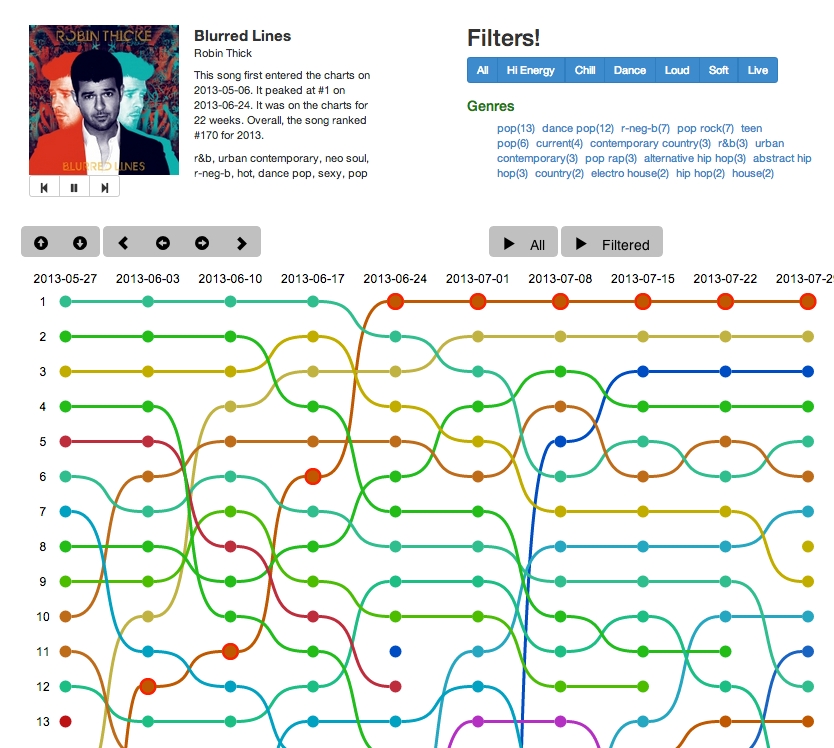 ROBIN THICKE
BLURRED LINES
Blurred Lines
Robin Thick
This song first entered the charts on
2013-05-06. It peaked at #1 on
2013-06-24. It was on the charts for
22 weeks. Overall, the song ranked
#170 for 2013.
r&b, urban contemporary, neo soul,
r-neg-b, hot, dance pop, sexy, pop
Filters!
All Hi Energy Chill Dance Loud Soft Live
Genres
pop(13) dance pop(12) r-neg-b(7) pop rock(7) teen
pop(6) current(4) contemporary country(3) r&b(3) urban
contemporary(3) pop rap(3) alternative hip hop(3) abstract hip
hop(3) country(2) electro house(2) hip hop(2) house(2)
All Filtered
2013-05-27 2013-06-03 2013-06-10 2013-06-17 2013-06-24 2013-07-01 2013-07-08 2013-07-15 2013-07-22 2013-07-29
1
2
3
4
5
6
7
8
9
10
11
12
13